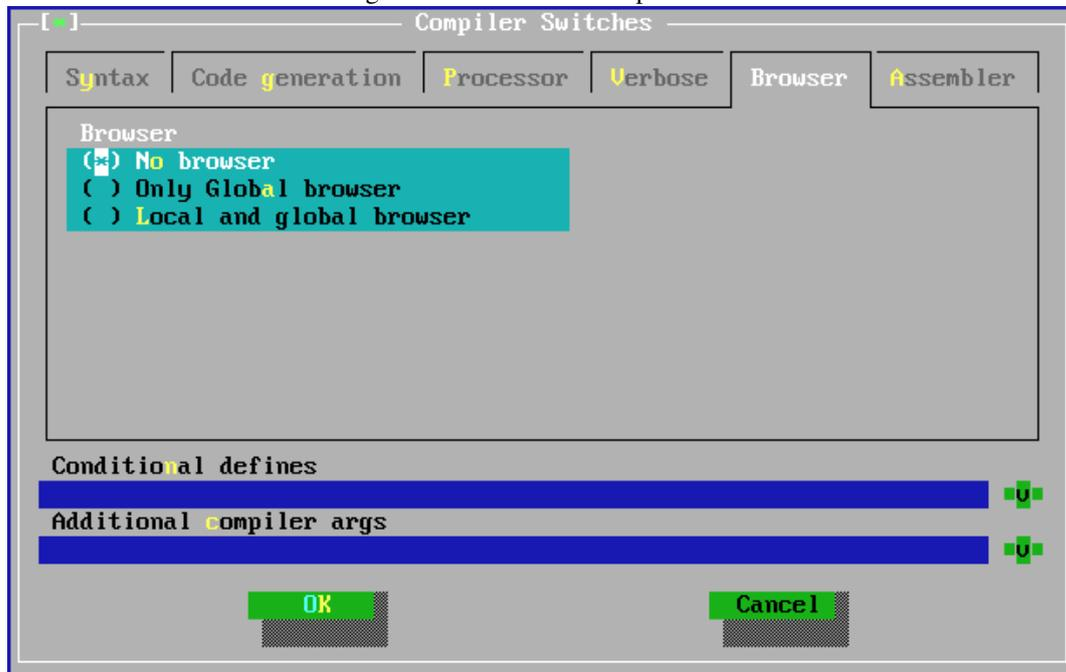 [*] Compiler Switches
Syntax Code generation Processor Verbose Browser Assembler
Browser
(*) No browser
( ) Only Global browser
( ) Local and global browser
Conditional defines
v
Additional compiler args
v
OK Cancel